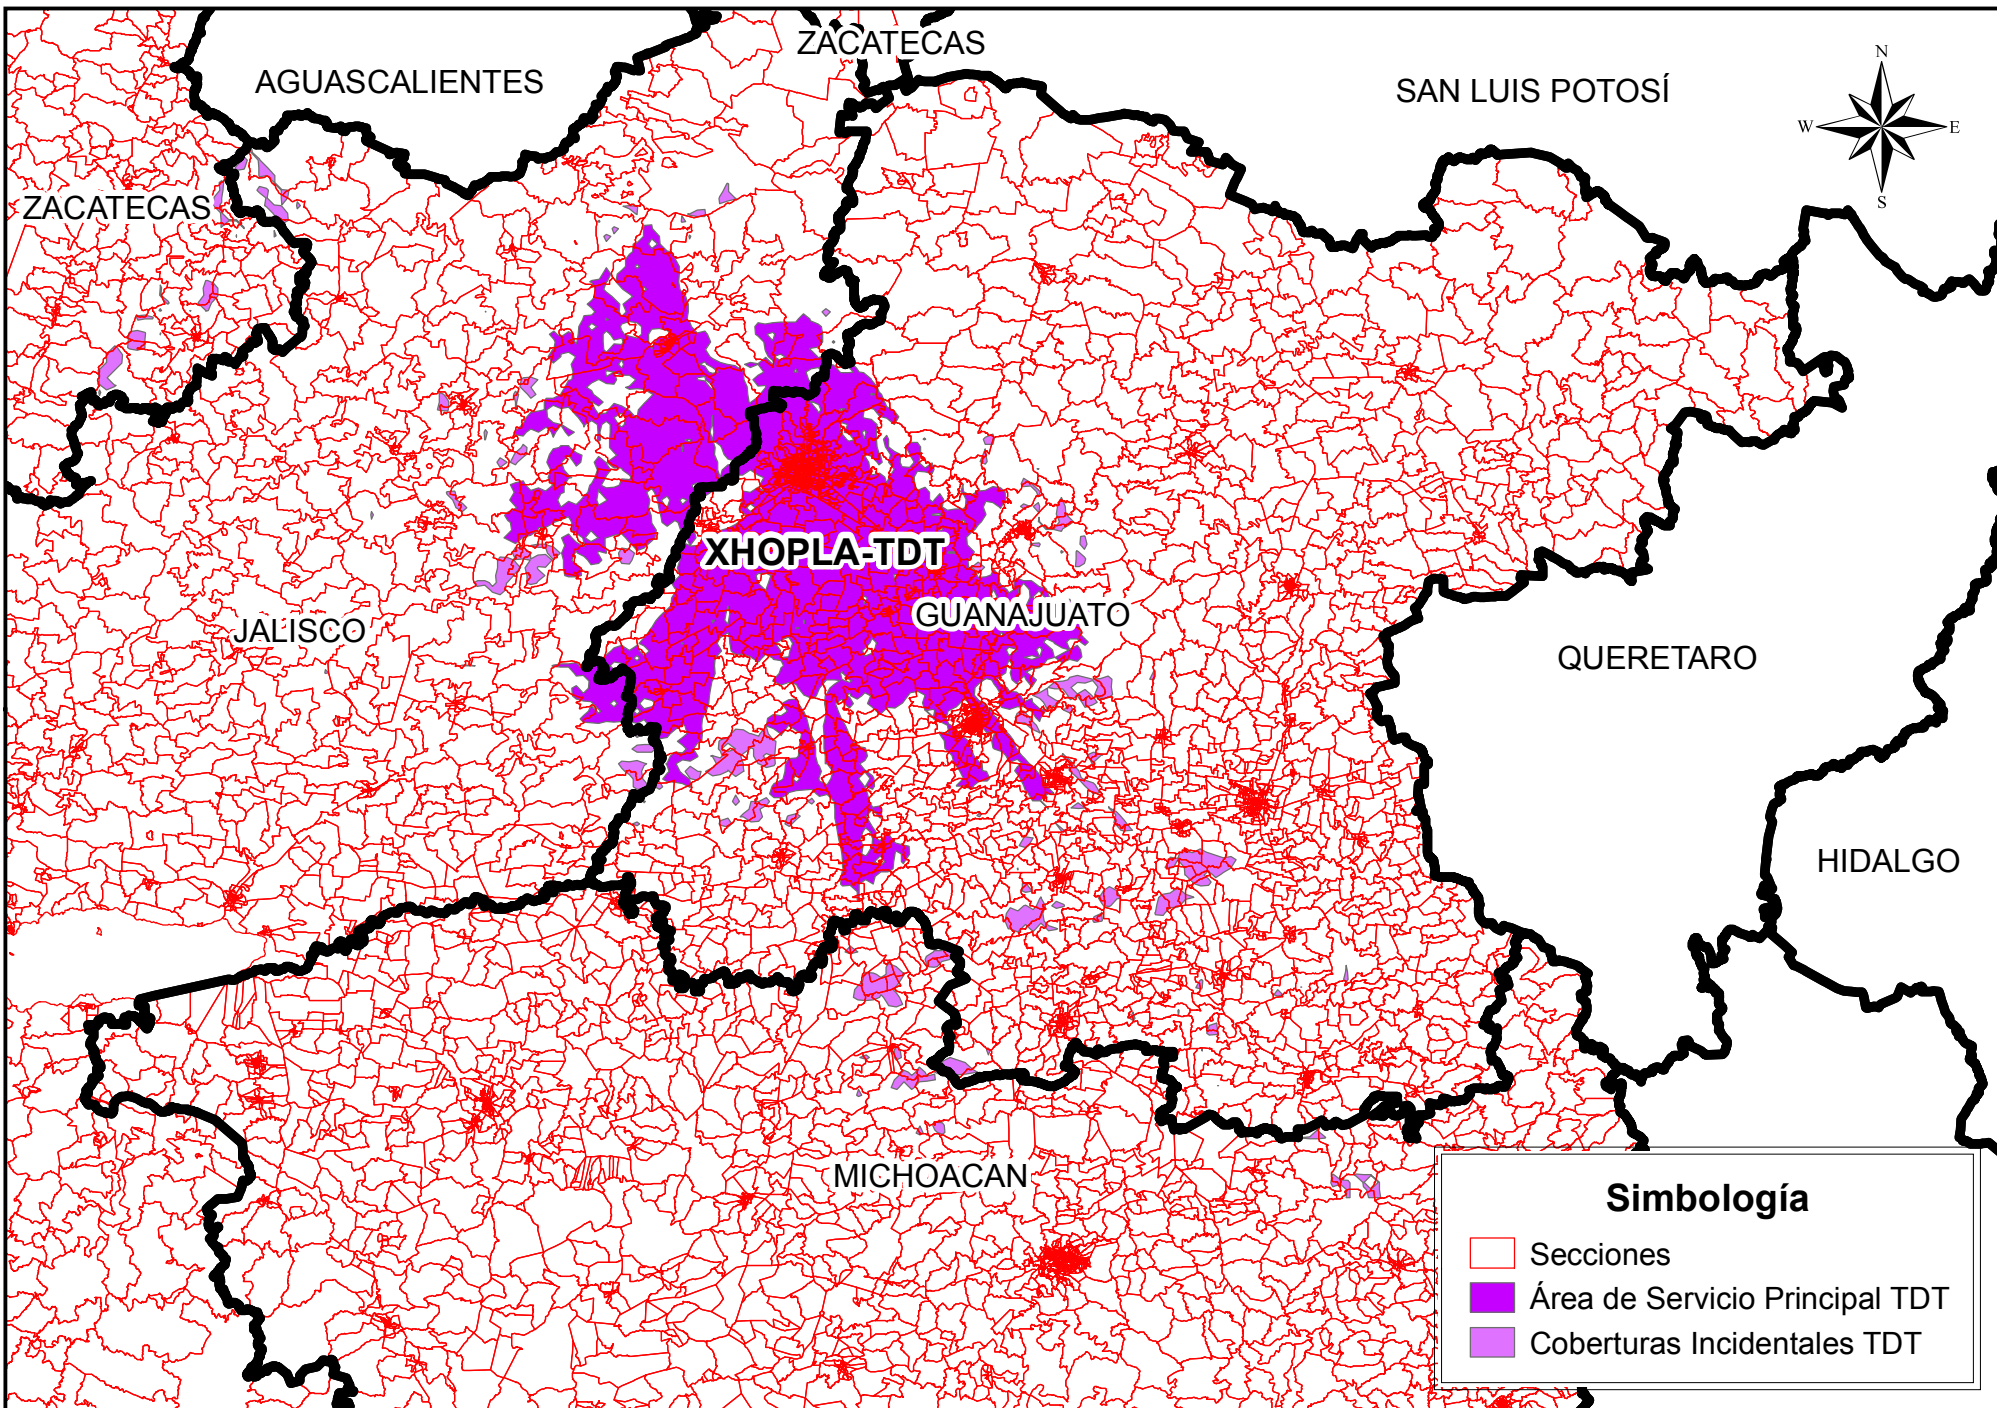 ZACATECAS
AGUASCALIENTES
SAN LUIS POTOSÍ
N
W
E
S
ZACATECAS
XHOPLA-TDT
GUANAJUATO
JALISCO
QUERETARO
HIDALGO
MICHOACAN
Simbología
Secciones
Área de Servicio Principal TDT
Coberturas Incidentales TDT